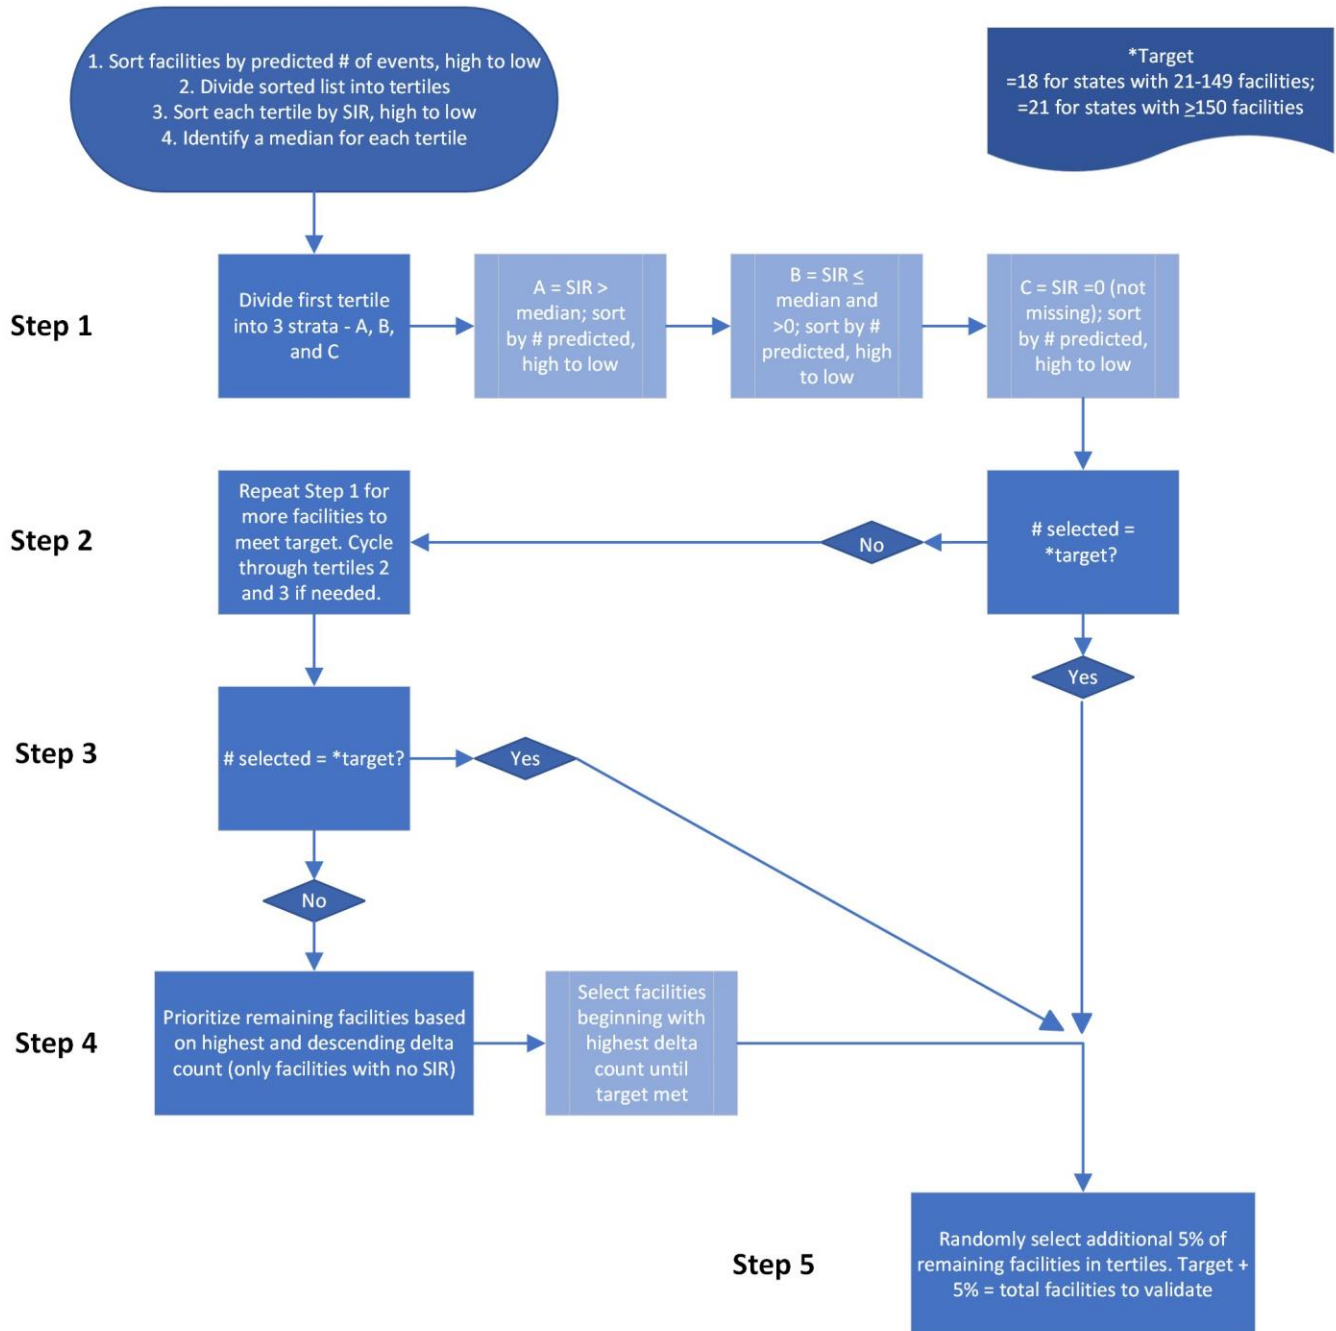 1. Sort facilities by predicted # of events, high to low
2. Divide sorted list into tertiles
3. Sort each tertile by SIR, high to low
4. Identify a median for each tertile
*Target
=18 for states with 21-149 facilities;
=21 for states with ≥150 facilities
Step 1
Divide first tertile
into 3 strata - A, B,
and C
A = SIR >
median; sort
by # predicted,
high to low
B = SIR ≤
median and
>0; sort by #
predicted, high
to low
C = SIR =0 (not
missing); sort
by # predicted,
high to low
Step 2
Repeat Step 1 for
more facilities to
meet target. Cycle
through tertiles 2
and 3 if needed.
No
# selected =
*target?
Yes
Step 3
# selected = *target?
Yes
No
Step 4
Prioritize remaining facilities based
on highest and descending delta
count (only facilities with no SIR)
Select facilities
beginning with
highest delta
count until
target met
Step 5
Randomly select additional 5% of
remaining facilities in tertiles. Target +
5% = total facilities to validate